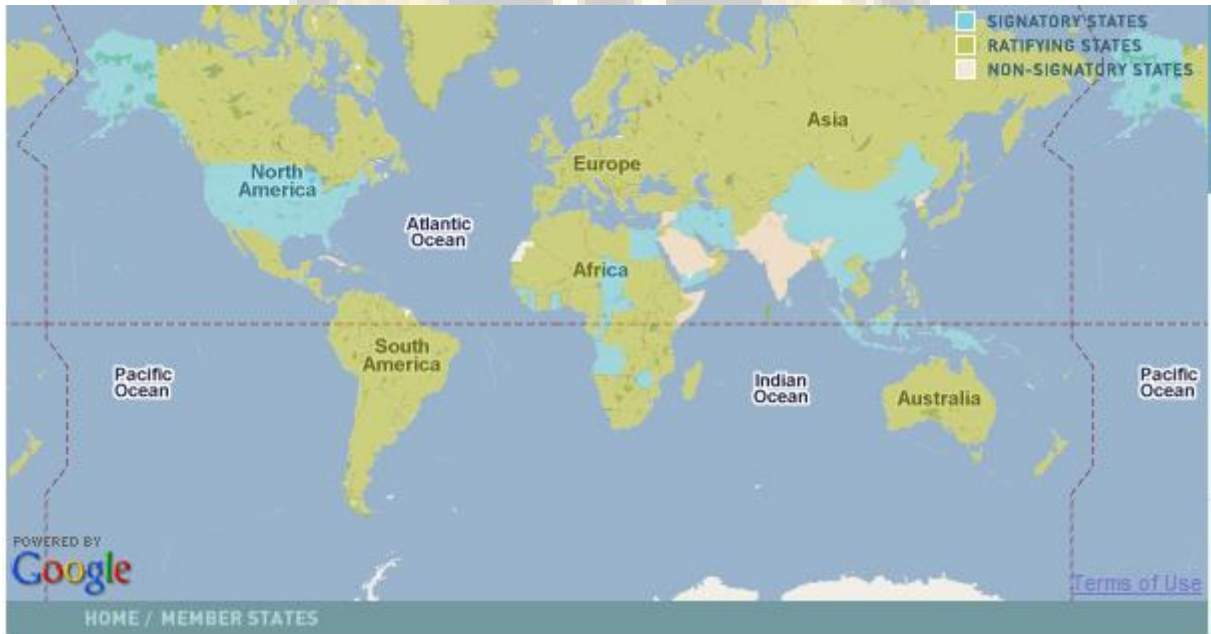 SIGNATORY STATES
RATIFYING STATES
NON-SIGNATORY STATES
Asia
Europe
North
America
Atlantic
Ocean
Africa
South
America
Pacific
Ocean
Indian
Ocean
Australia
Pacific
Ocean
POWERED BY
Google
Terms of Use
HOME / MEMBER STATES